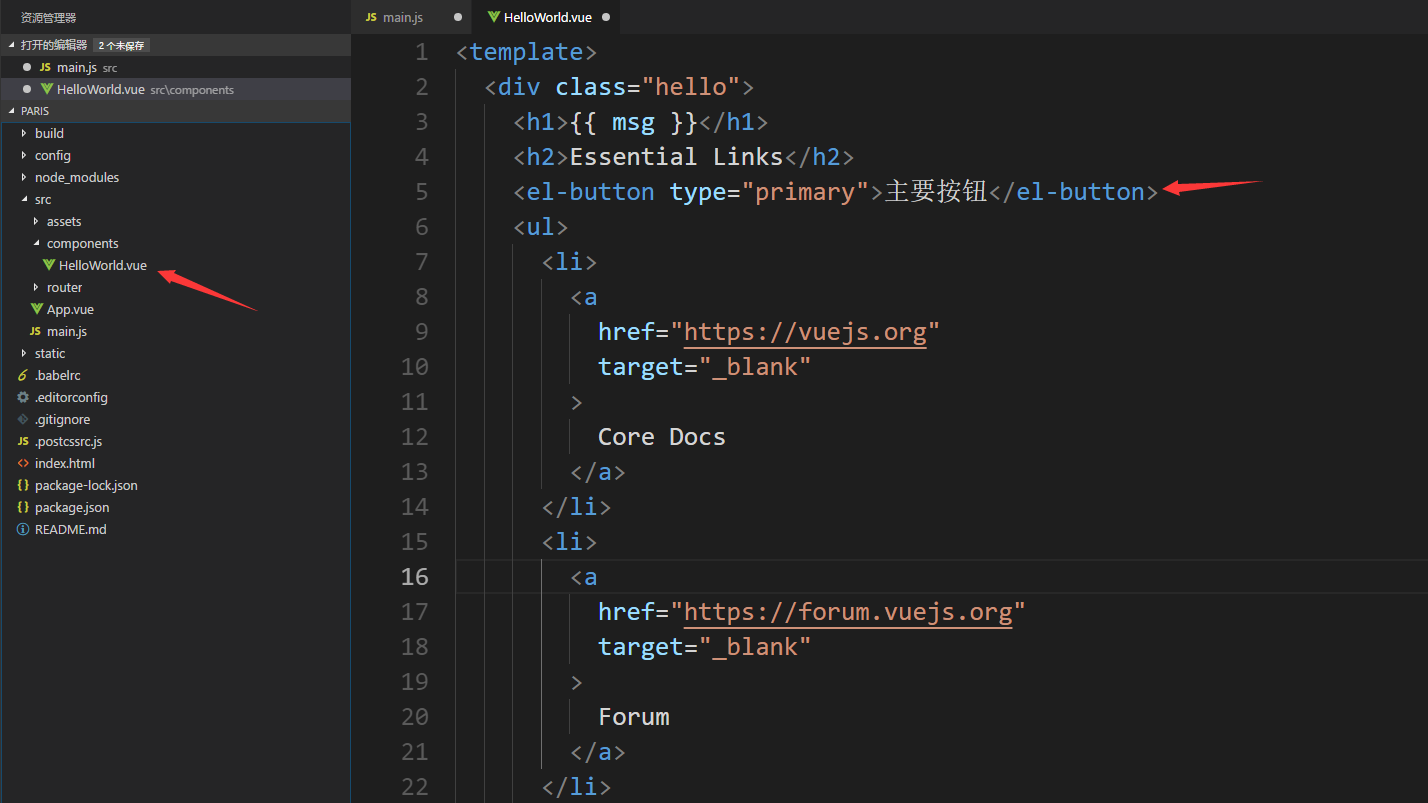 资源管理器
打开的编辑器 2 个未保存
JS main.js src
HelloWorld.vue src\components
PARIS
build
config
node_modules
src
assets
components
HelloWorld.vue
router
App.vue
JS main.js
static
.babelrc
.editorconfig
.gitignore
JS .postcssrc.js
<> index.html
{} package-lock.json
{} package.json
README.md
JS main.js HelloWorld.vue
1 <template>
2 <div class="hello">
3 <h1>{{ msg }}</h1>
4 <h2>Essential Links</h2>
5 <el-button type="primary">主要按钮</el-button>
6 <ul>
7 <li>
8 <a
9 href="https://vuejs.org"
10 target="_blank"
11 >
12 Core Docs
13 </a>
14 </li>
15 <li>
16 <a
17 href="https://forum.vuejs.org"
18 target="_blank"
19 >
20 Forum
21 </a>
22 </li>